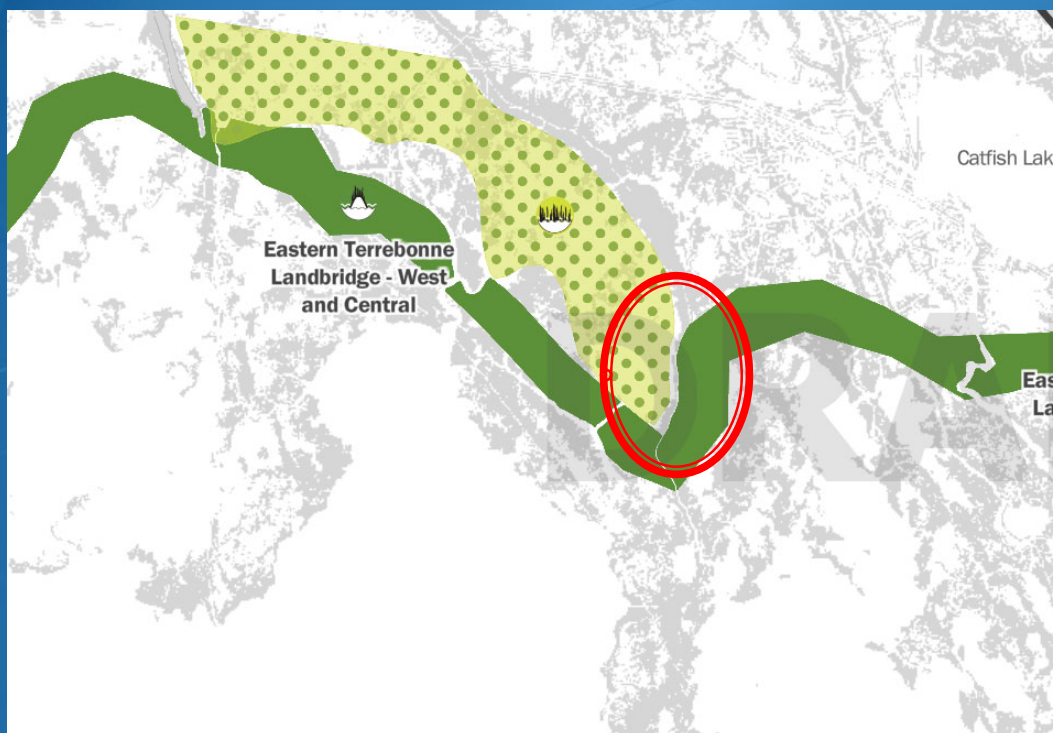 Catfish Lak
Eastern Terrebonne
Landbridge - West
and Central
Eas
La
DRA